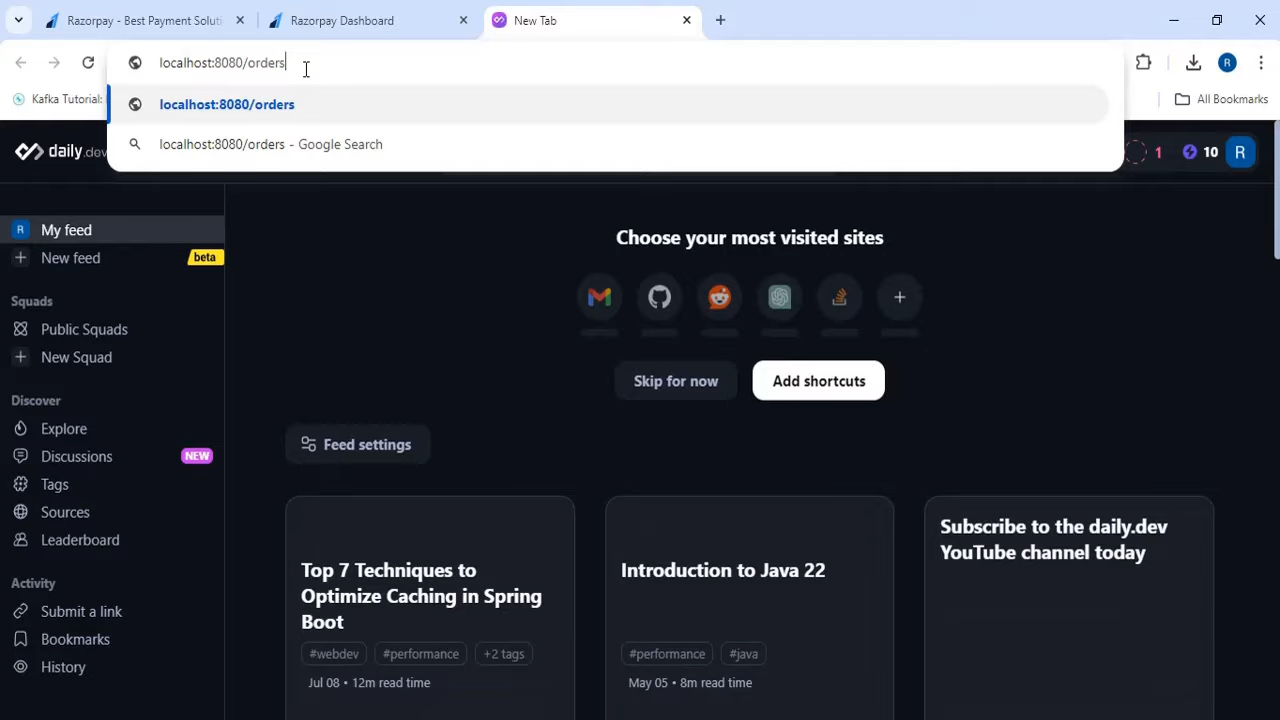 Razorpay - Best Payment Soluti
Razorpay Dashboard
New Tab
localhost:8080/orders
R
Kafka Tutorial:
All Bookmarks
localhost:8080/orders
localhost:8080/orders - Google Search
daily.dev
1
10
R
R My feed
New feed
beta
Squads
Public Squads
New Squad
Discover
Explore
Discussions
NEW
Tags
Sources
Leaderboard
Activity
Submit a link
Bookmarks
History
Choose your most visited sites
Skip for now
Add shortcuts
Feed settings
Top 7 Techniques to
Optimize Caching in Spring
Boot
#webdev
#performance
+2 tags
Jul 08 • 12m read time
Introduction to Java 22
#performance
#java
May 05 • 8m read time
Subscribe to the daily.dev
YouTube channel today